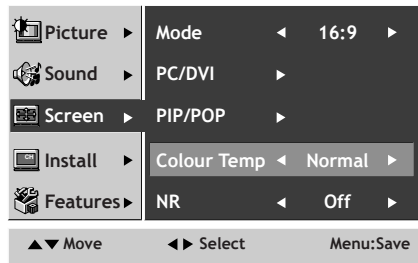 Picture ▶ Mode ◀ 16:9 ▶
Sound ▶ PC/DVI ▶
Screen ▶ PIP/POP ▶
CH
Install ▶ Colour Temp ◀ Normal ▶
Features ▶ NR ◀ Off ▶
▲▼ Move ◀▶ Select Menu:Save